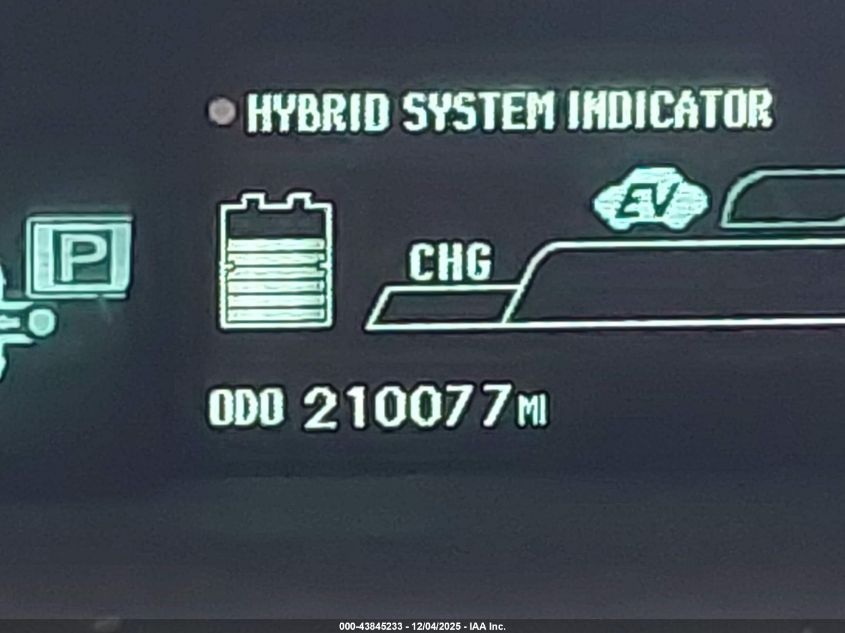 HYBRID SYSTEM INDICATOR
EV
P
CHG
ODO 210077 MI
000-43845233 - 12/04/2025 - IAA Inc.